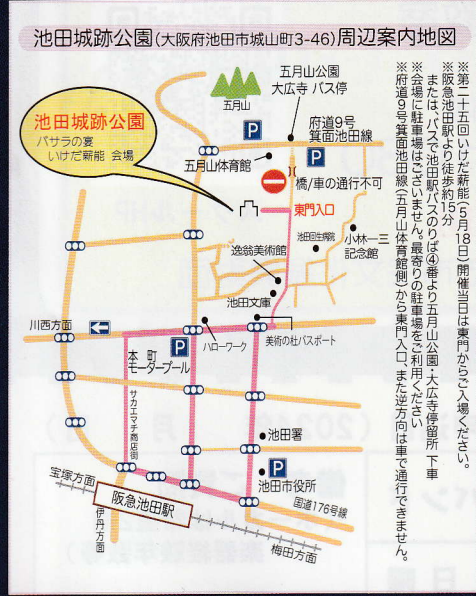 池田城跡公園(大阪府池田市城山町3-46)周辺案内地図
※第二十五回いけだ薪能(5月18日)開催当日は東門からご入場ください。
※阪急池田駅より徒歩約15分
または、バスで池田駅バスのりば④番より五月山公園・大広寺停留所 下車
※会場に駐車場はございません。最寄りの駐車場をご利用ください
※府道9号箕面池田線(五月山体育館側)から東門入口、また逆方向は車で通行できません。
五月山
五月山公園
大広寺 バス停
P
府道9号
箕面池田線
池田城跡公園
バサラの宴
いけだ薪能 会場
五月山体育館
P
橋/車の通行不可
東門入口
池田回生病院
小林一三
記念館
逸翁美術館
池田文庫
川西方面
ハローワーク
美術の杜パスポート
P
本 町
モータープール
サカエマチ商店街
池田署
P
池田市役所
宝塚方面
阪急池田駅
国道176号線
伊丹方面
梅田方面